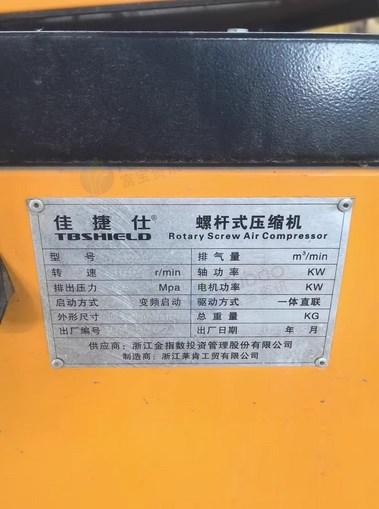 佳捷仕 螺杆式压缩机
TBSHIELD® Rotary Screw Air Compressor
型号 排气量 m³/min
转速 r/min 轴功率 KW
排出压力 Mpa 电机功率 KW
启动方式 变频启动 驱动方式 一体直联
外形尺寸 总重量 KG
出厂编号 出厂日期 年 月
供应商：浙江金指数投资管理股份有限公司
制造商：浙江莱肯工贸有限公司